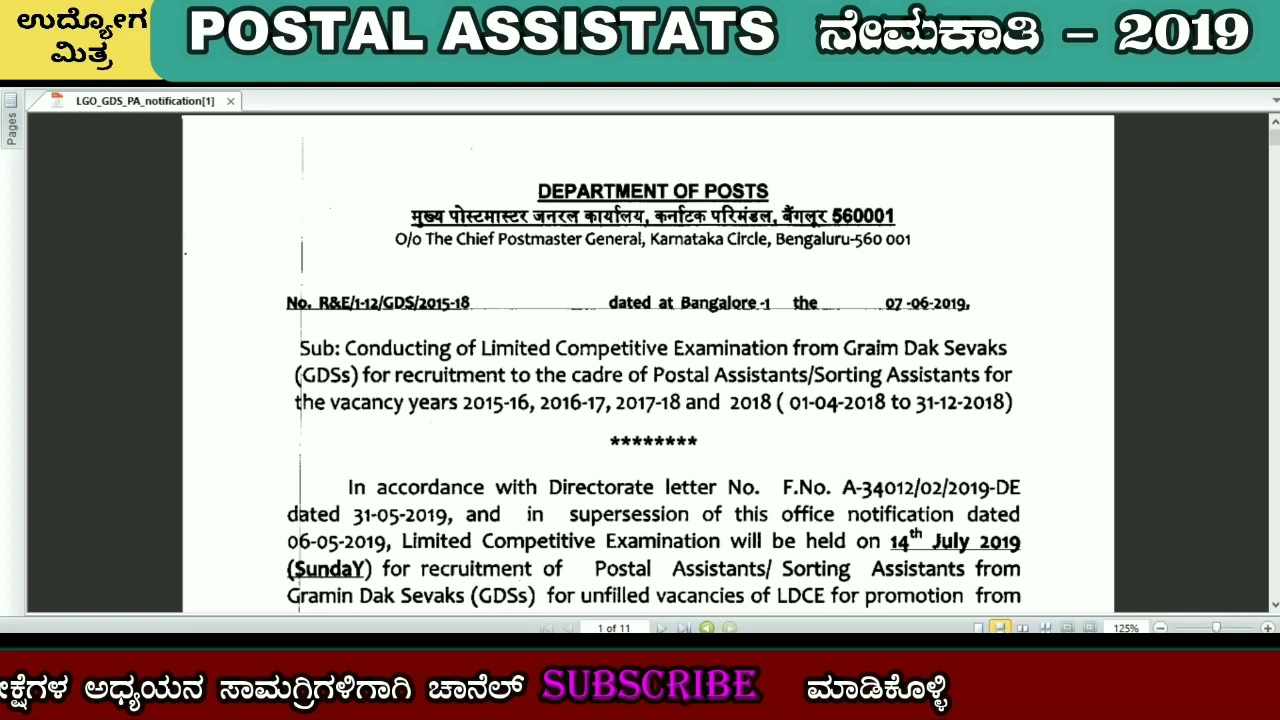 ಉದ್ಯೋಗ
ಮಿತ್ರ
POSTAL ASSISTATS ನೇಮಕಾತಿ – 2019
LGO_GDS_PA_notification[1]
Pages
DEPARTMENT OF POSTS
मुख्य पोस्टमास्टर जनरल कार्यालय, कर्नाटक परिमंडल, बैंगलूर 560001
O/o The Chief Postmaster General, Karnataka Circle, Bengaluru-560 001
No. R&E/1-12/GDS/2015-18 dated at Bangalore -1 the 07 -06-2019,
Sub: Conducting of Limited Competitive Examination from Graim Dak Sevaks
(GDSs) for recruitment to the cadre of Postal Assistants/Sorting Assistants for
the vacancy years 2015-16, 2016-17, 2017-18 and 2018 ( 01-04-2018 to 31-12-2018)
********
In accordance with Directorate letter No. F.No. A-34012/02/2019-DE
dated 31-05-2019, and in supersession of this office notification dated
06-05-2019, Limited Competitive Examination will be held on 14th July 2019
(SundaY) for recruitment of Postal Assistants/ Sorting Assistants from
Gramin Dak Sevaks (GDSs) for unfilled vacancies of LDCE for promotion from
1 of 11
125%
ಕ್ಷೆಗಳ ಅಧ್ಯಯನ ಸಾಮಗ್ರಿಗಳಿಗಾಗಿ ಚಾನೆಲ್ SUBSCRIBE ಮಾಡಿಕೊಳ್ಳಿ